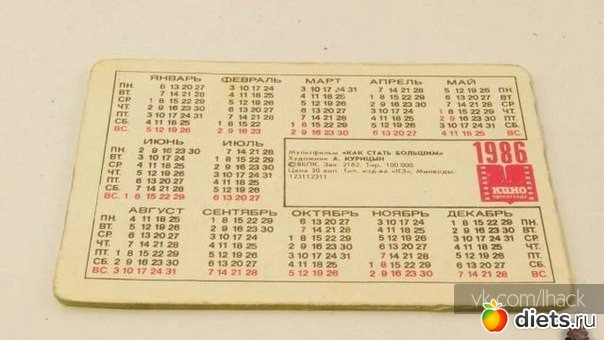 ЯНВАРЬ ФЕВРАЛЬ МАРТ АПРЕЛЬ МАЙ
ПН. 6 13 20 27 3 10 17 24 3 10 17 24 31 7 14 21 28 5 12 19 26
ВТ. 7 14 21 28 4 11 18 25 4 11 18 25 1 8 15 22 29 6 13 20 27
СР. 1 8 15 22 29 5 12 19 26 5 12 19 26 2 9 16 23 30 7 14 21 28
ЧТ. 2 9 16 23 30 6 13 20 27 6 13 20 27 3 10 17 24 1 8 15 22 29
ПТ. 3 10 17 24 31 7 14 21 28 7 14 21 28 4 11 18 25 2 9 16 23 30
СБ. 4 11 18 25 1 8 15 22 1 8 15 22 29 5 12 19 26 3 10 17 24 31
ВС. 5 12 19 26 2 9 16 23 2 9 16 23 30 6 13 20 27 4 11 18 25
ИЮНЬ ИЮЛЬ
ПН. 2 9 16 23 30 7 14 21 28
ВТ. 3 10 17 24 1 8 15 22 29
СР. 4 11 18 25 2 9 16 23 30
ЧТ. 5 12 19 26 3 10 17 24 31
ПТ. 6 13 20 27 4 11 18 25
СБ. 7 14 21 28 5 12 19 26
ВС. 1 8 15 22 29 6 13 20 27
Мультфильм «КАК СТАТЬ БОЛЬШИМ»
Художник А. КУРИЦЫН
©ВБПК. Зак. 2182. Тир. 100 000
Цена 30 коп. Тип. изд-ва «КЗ», Минводы.
123112311
1986
КИНО
АВГУСТ СЕНТЯБРЬ ОКТЯБРЬ НОЯБРЬ ДЕКАБРЬ
ПН. 4 11 18 25 1 8 15 22 29 6 13 20 27 3 10 17 24 1 8 15 22 29
ВТ. 5 12 19 26 2 9 16 23 30 7 14 21 28 4 11 18 25 2 9 16 23 30
СР. 6 13 20 27 3 10 17 24 1 8 15 22 29 5 12 19 26 3 10 17 24 31
ЧТ. 7 14 21 28 4 11 18 25 2 9 16 23 30 6 13 20 27 4 11 18 25
ПТ. 1 8 15 22 29 5 12 19 26 3 10 17 24 31 7 14 21 28 5 12 19 26
СБ. 2 9 16 23 30 6 13 20 27 4 11 18 25 1 8 15 22 29 6 13 20 27
ВС. 3 10 17 24 31 7 14 21 28 5 12 19 26 2 9 16 23 30 7 14 21 28
vk.com/lhack
diets.ru